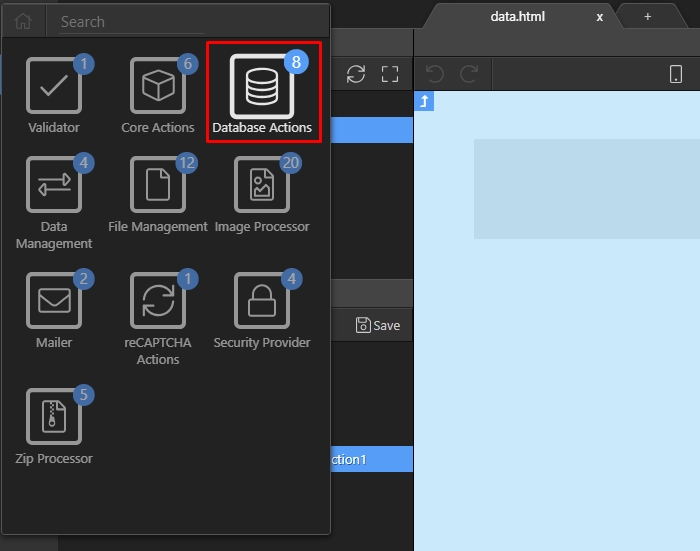 data.html x +
Search
1 6 8
Validator Core Actions Database Actions
4 12 20
Data Management File Management Image Processor
2 1 4
Mailer reCAPTCHA Actions Security Provider
Save
5
Zip Processor
ction1